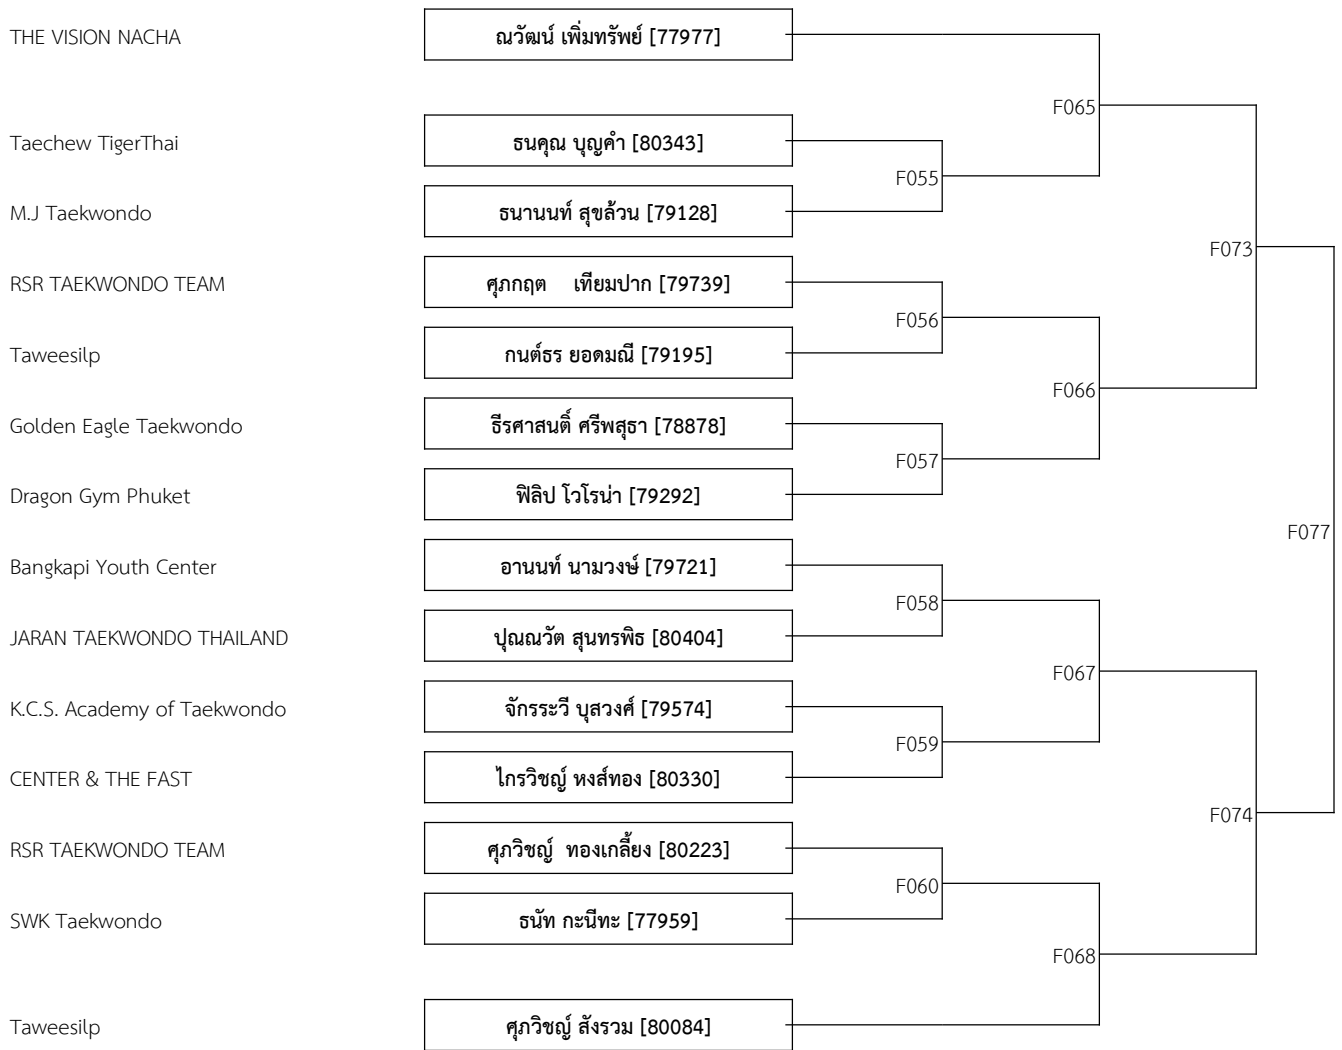 THE VISION NACHA
ณวัฒน์ เพิ่มทรัพย์ [77977]
F065
Taechew TigerThai
ธนคุณ บุญคำ [80343]
F055
M.J Taekwondo
ธนานนท์ สุขล้วน [79128]
F073
RSR TAEKWONDO TEAM
ศุภกฤต เทียมปาก [79739]
F056
Taweesilp
กนต์ธร ยอดมณี [79195]
F066
Golden Eagle Taekwondo
ธีรศาสนติ์ ศรีพสุธา [78878]
F057
Dragon Gym Phuket
ฟิลิป โวโรน่า [79292]
F077
Bangkapi Youth Center
อานนท์ นามวงษ์ [79721]
F058
JARAN TAEKWONDO THAILAND
ปุณณวัต สุนทรพิธ [80404]
F067
K.C.S. Academy of Taekwondo
จักรระวี บุสวงศ์ [79574]
F059
CENTER & THE FAST
ไกรวิชญ์ หงส์ทอง [80330]
F074
RSR TAEKWONDO TEAM
ศุภวิชญ์ ทองเกลี้ยง [80223]
F060
SWK Taekwondo
ธนัท กะนีทะ [77959]
F068
Taweesilp
ศุภวิชญ์ สังรวม [80084]